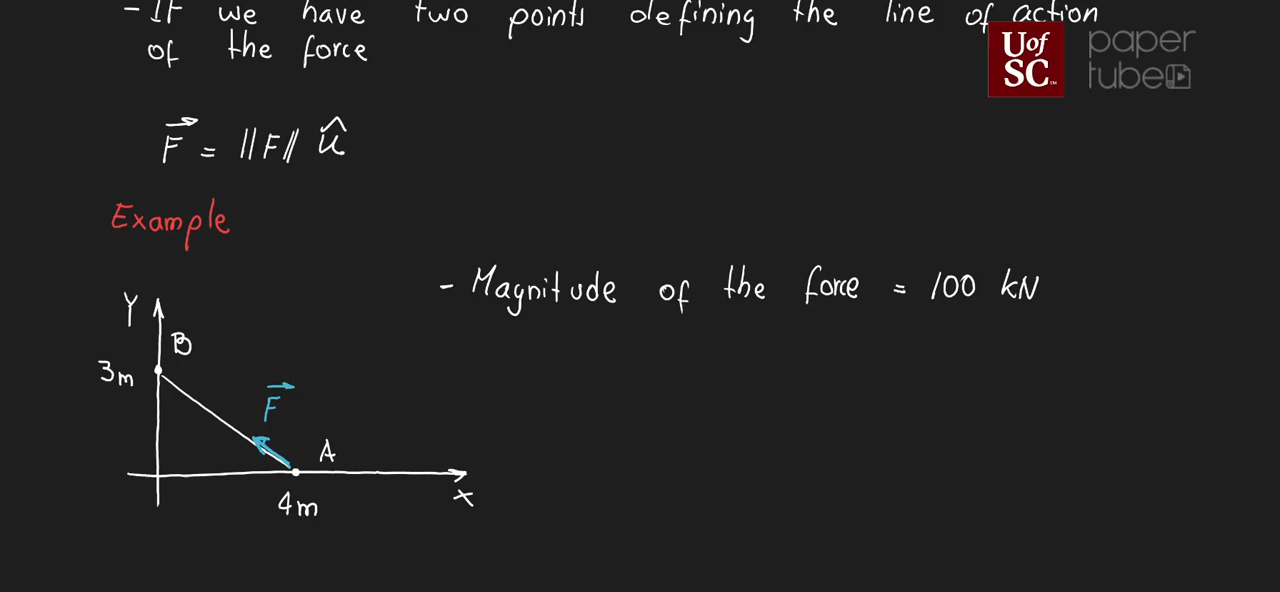 - If we have two points defining the line of action
of the force
UofSC
paper tube
F = ||F|| û
Example
- Magnitude of the force = 100 kN
Y
B
3m
F
A
4m
X